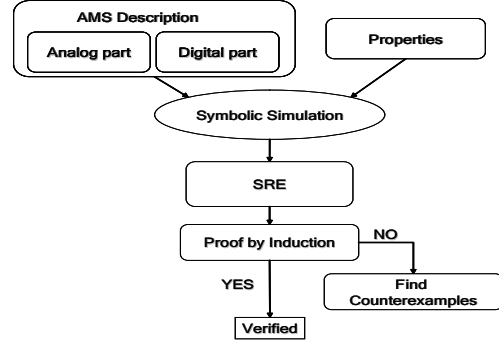 AMS Description
Analog part
Digital part
Properties
Symbolic Simulation
SRE
Proof by Induction
NO
YES
Find
Counterexamples
Verified